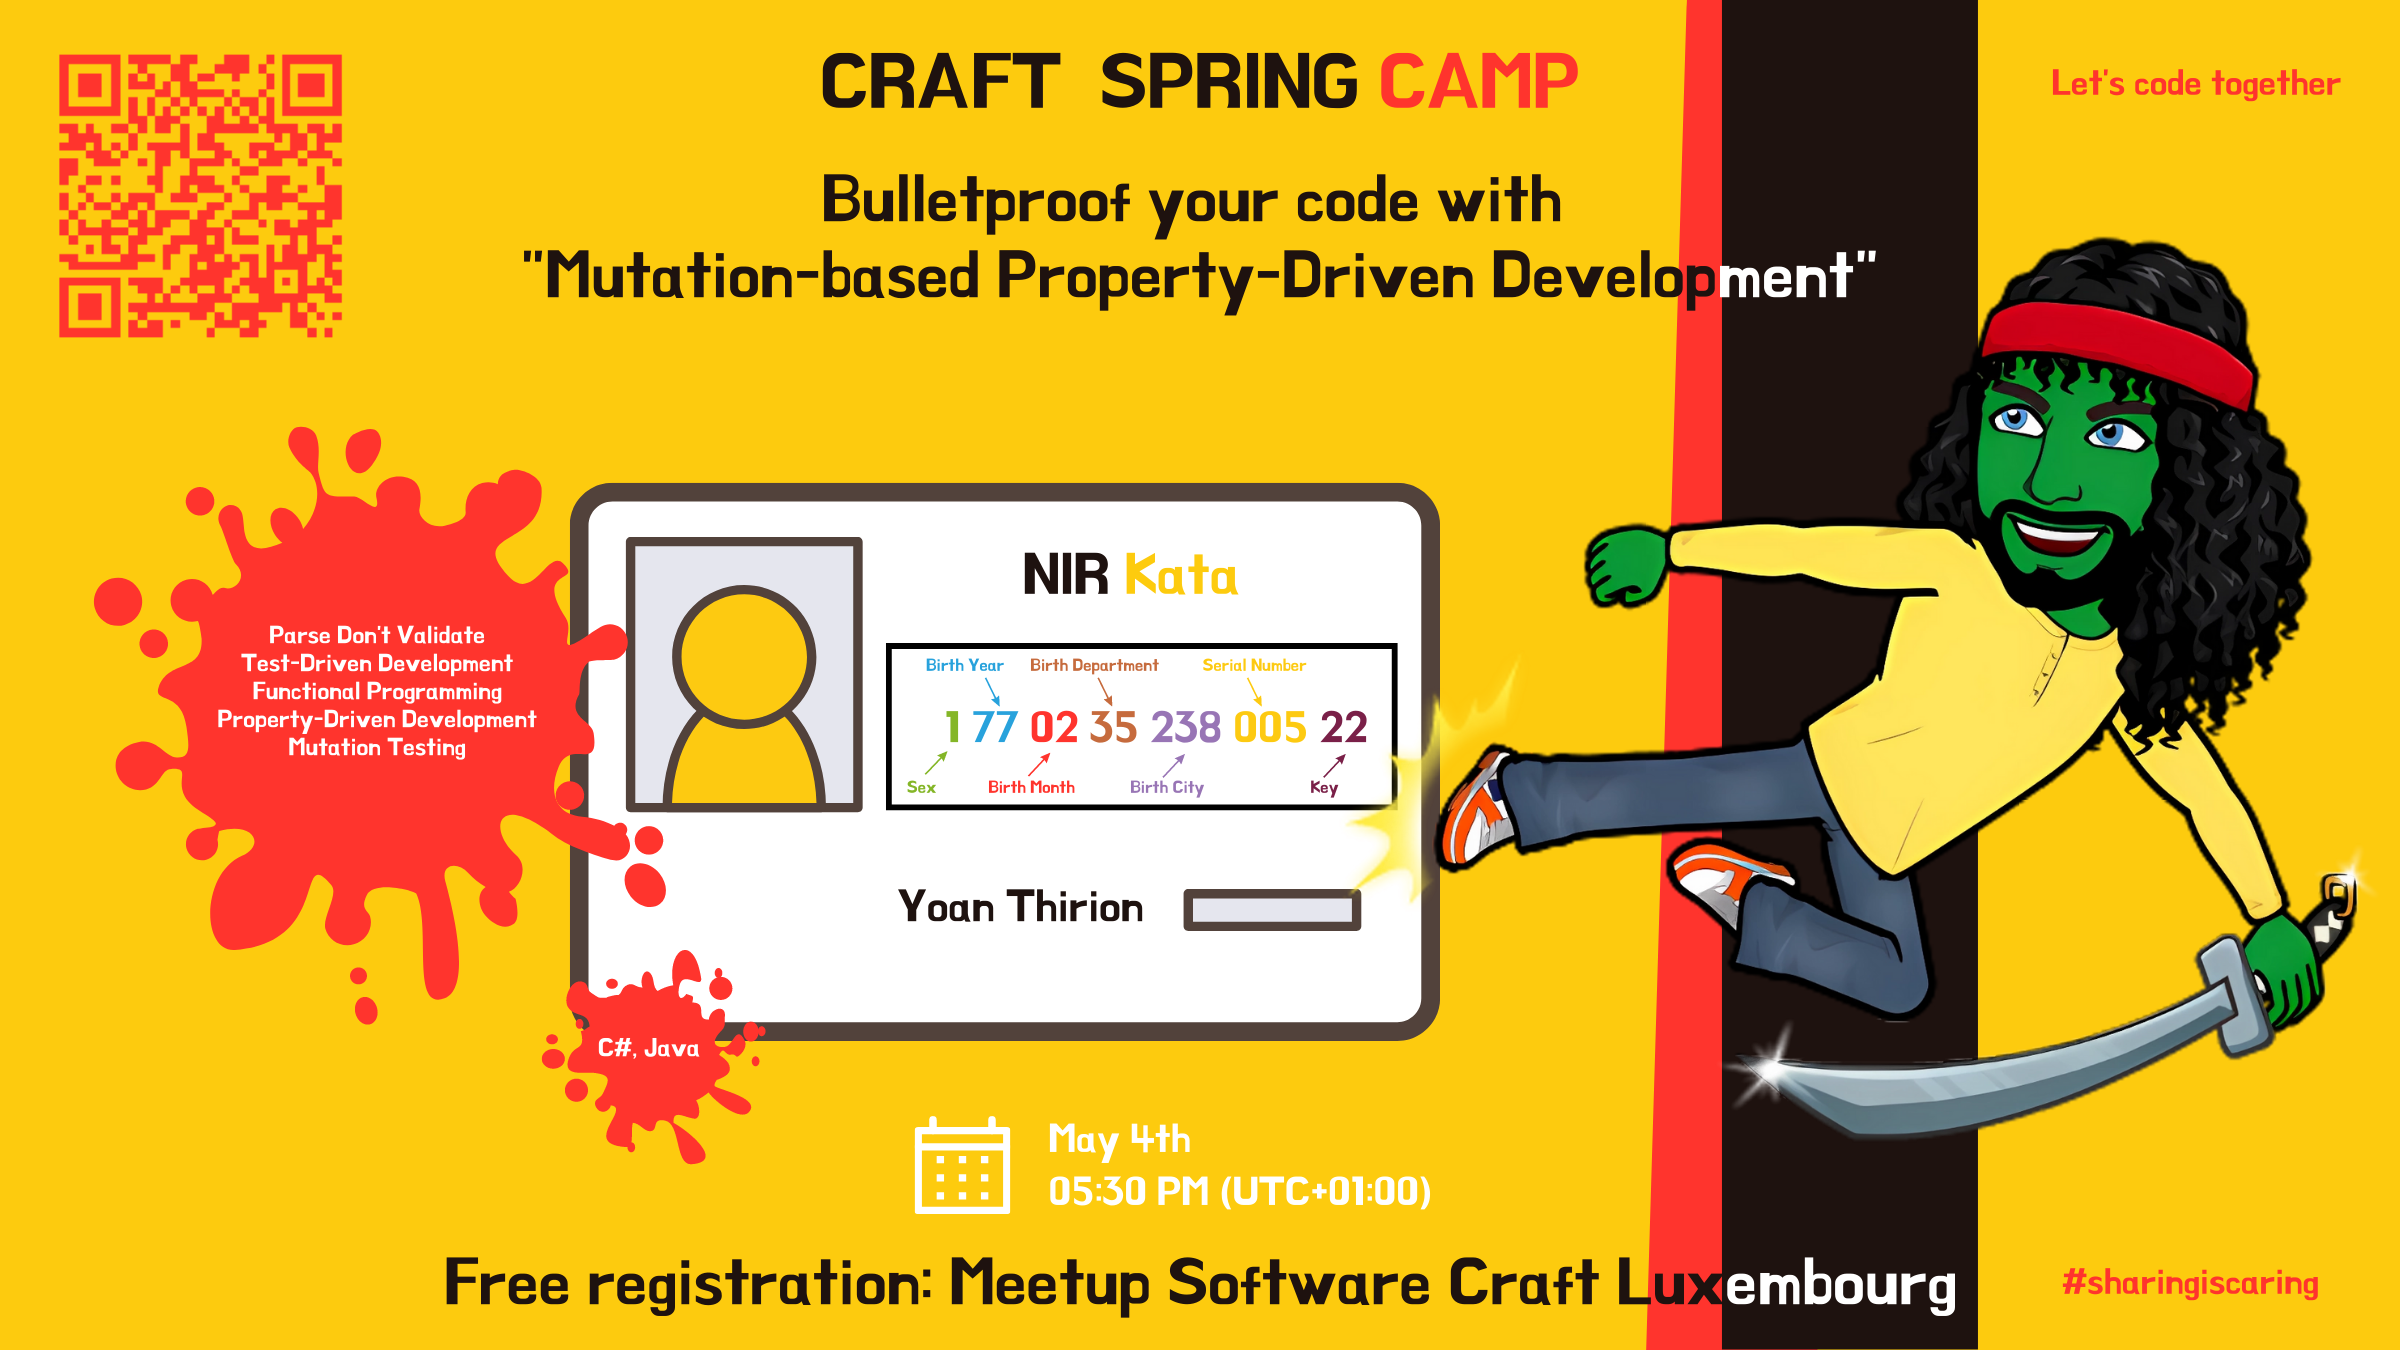 CRAFT SPRING CAMP
Let's code together
Bulletproof your code with
"Mutation-based Property-Driven Development"
Parse Don't Validate
Test-Driven Development
Functional Programming
Property-Driven Development
Mutation Testing
NIR Kata
Birth Year Birth Department Serial Number
1 77 02 35 238 005 22
Sex Birth Month Birth City Key
Yoan Thirion
C#, Java
May 4th
05:30 PM (UTC+01:00)
Free registration: Meetup Software Craft Luxembourg
#sharingiscaring